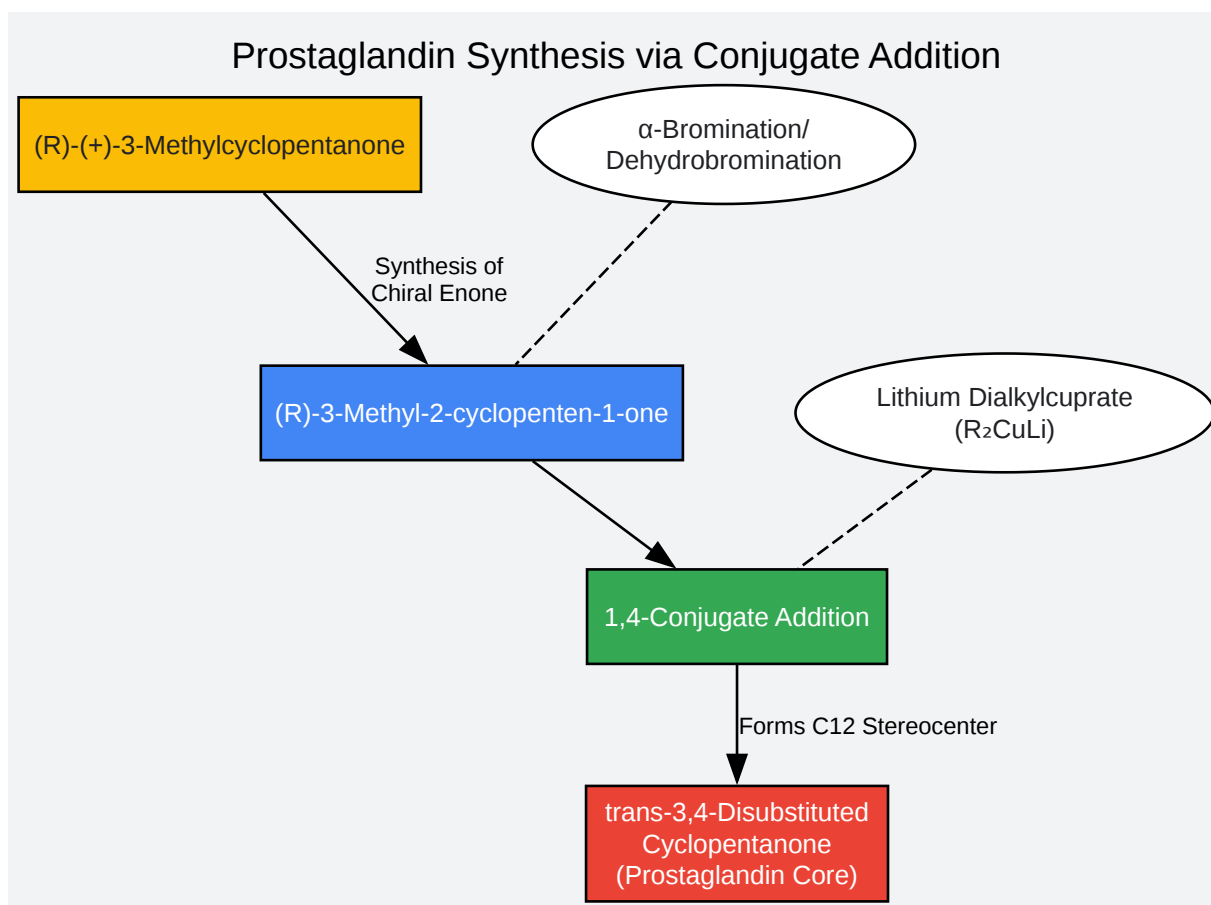 Prostaglandin Synthesis via Conjugate Addition
(R)-(+)-3-Methylcyclopentanone
α-Bromination/
Dehydrobromination
Synthesis of
Chiral Enone
(R)-3-Methyl-2-cyclopenten-1-one
Lithium Dialkylcuprate
(R₂CuLi)
1,4-Conjugate Addition
Forms C12 Stereocenter
trans-3,4-Disubstituted
Cyclopentanone
(Prostaglandin Core)